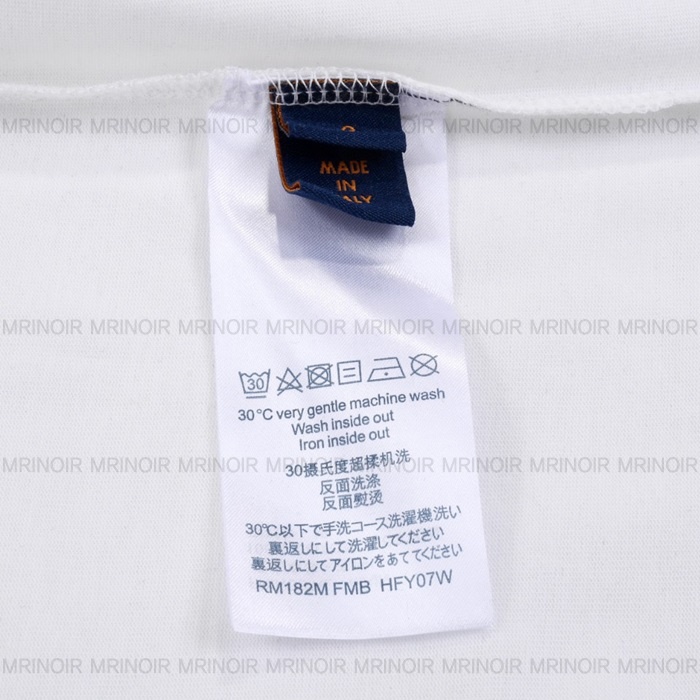 MRINOIR MRINOIR MRINOIR MRINOIR MRINOIR MRINOIR MRINOIR MRINOIR
MADE
IN
MRINOIR MRINOIR MRINOIR MRINOIR MRINOIR MRINOIR MRINOIR MRINOIR
30
30°C very gentle machine wash
Wash inside out
Iron inside out
MRINOIR MRINOIR MRINOIR MRINOIR MRINOIR MRINOIR MRINOIR MRINOIR
30摄氏度超揉机洗
反面洗涤
反面熨烫
30℃以下で手洗コース洗濯機洗い
裏返しにして洗濯してください
裏返しにしてアイロンをあててください
RM182M FMB HFY07W
MRINOIR MRINOIR MRINOIR MRINOIR MRINOIR MRINOIR MRINOIR MRINOIR